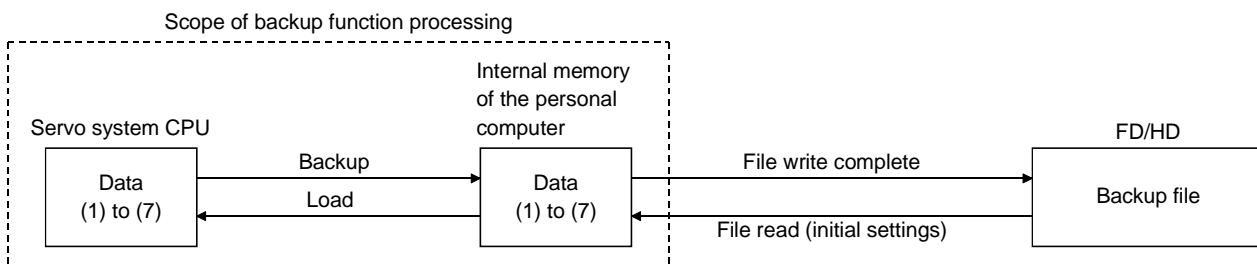 Scope of backup function processing
Internal memory
of the personal
computer
Servo system CPU
FD/HD
Backup
File write complete
Data
(1) to (7)
Data
(1) to (7)
Backup file
Load
File read (initial settings)